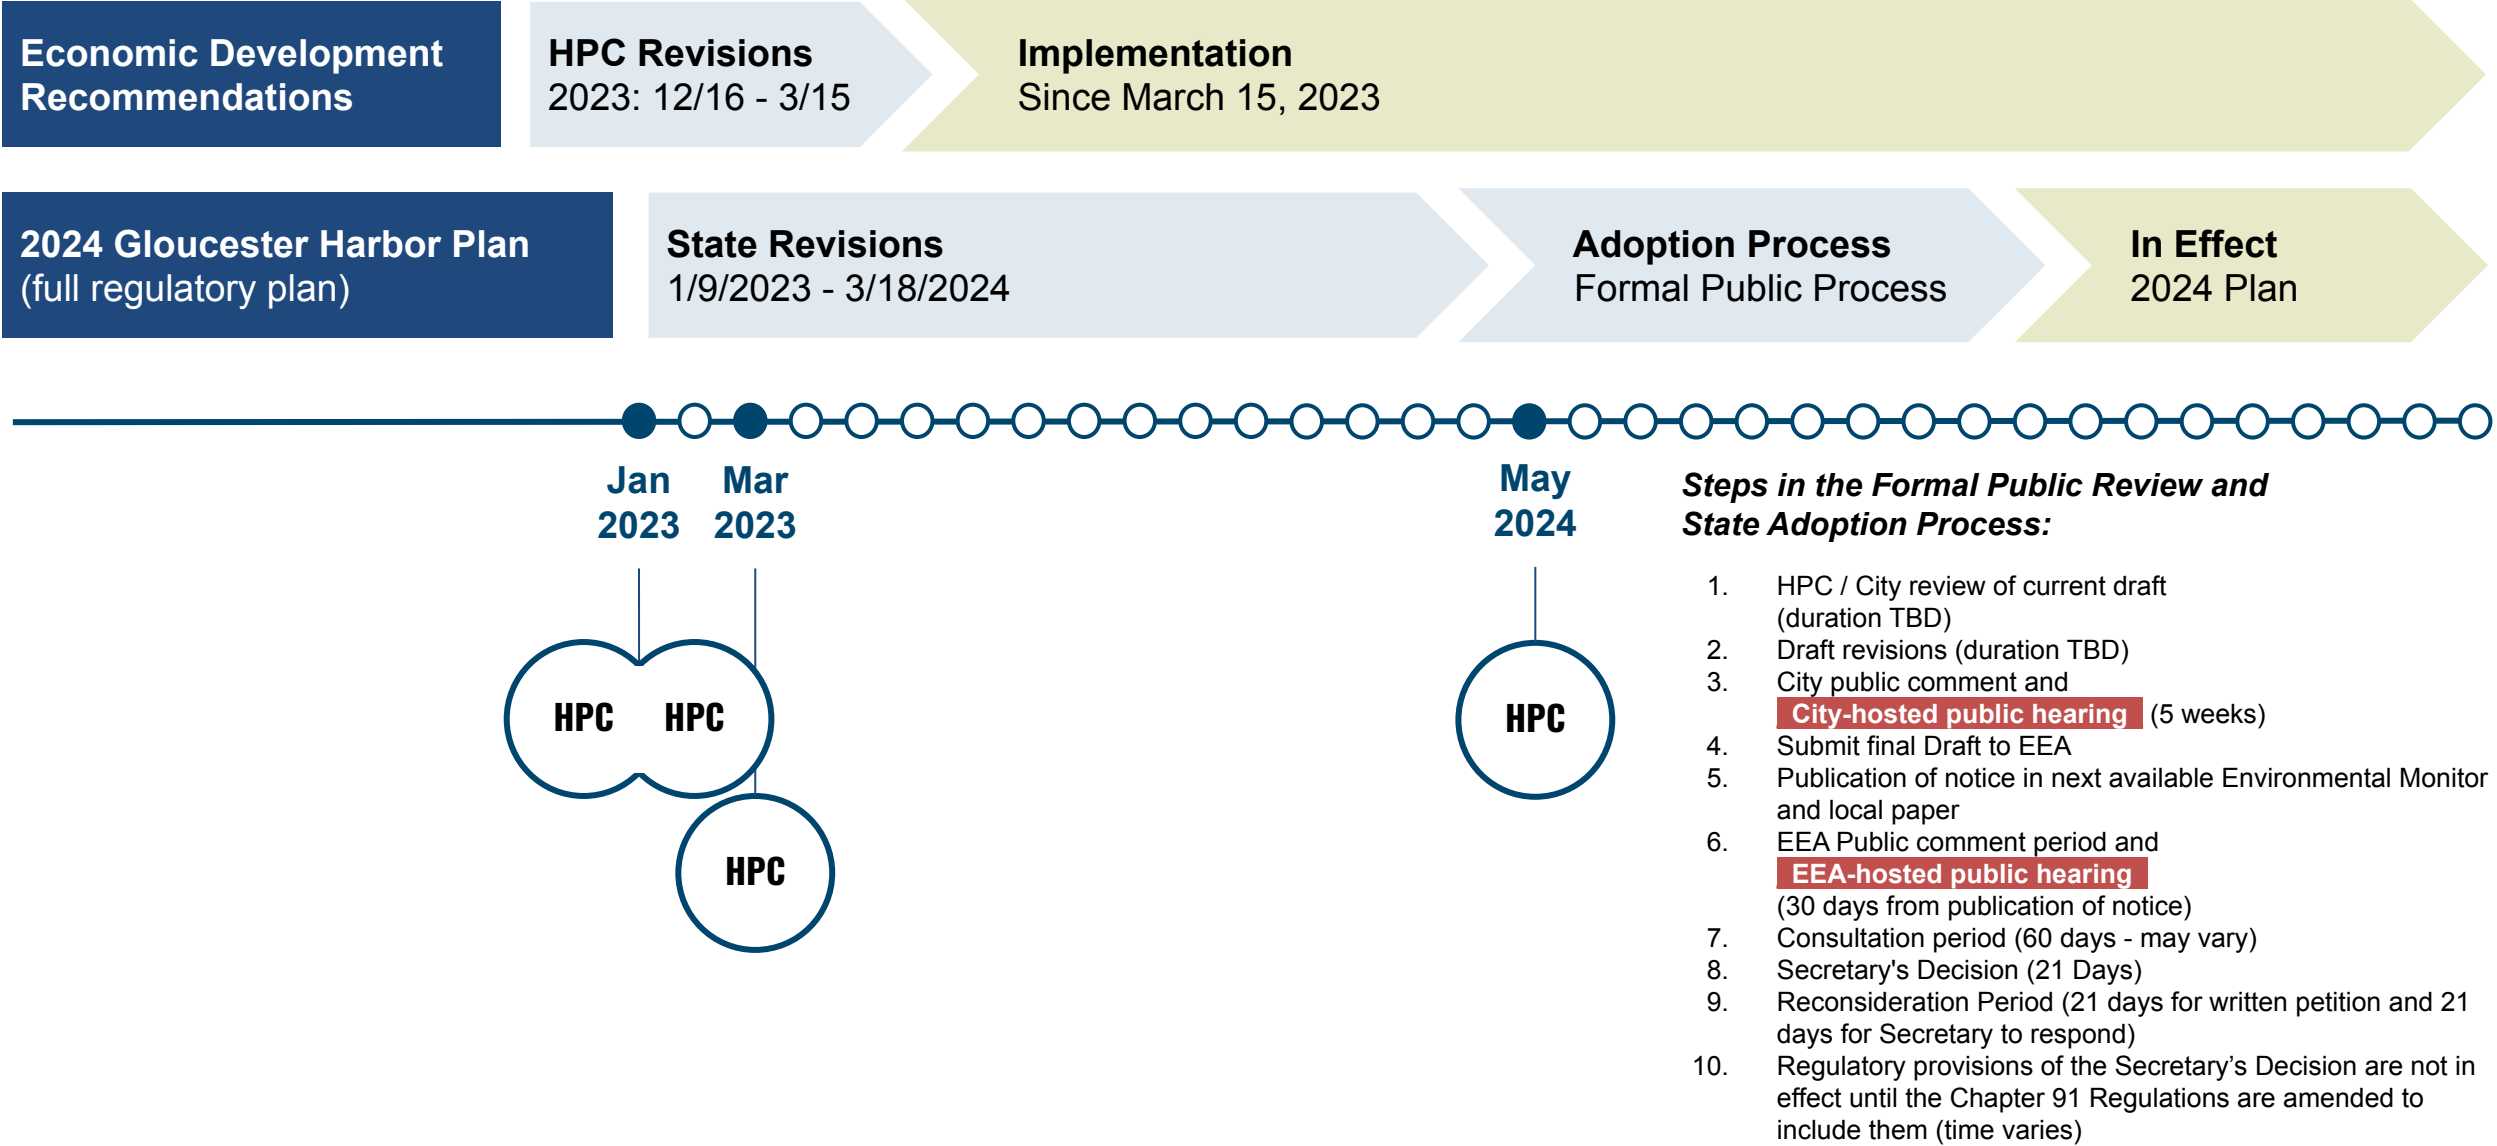 Economic Development
Recommendations
HPC Revisions
2023: 12/16 - 3/15
Implementation
Since March 15, 2023
2024 Gloucester Harbor Plan
(full regulatory plan)
State Revisions
1/9/2023 - 3/18/2024
Adoption Process
Formal Public Process
In Effect
2024 Plan
Jan
2023
Mar
2023
May
2024
HPC
HPC
HPC
HPC
Steps in the Formal Public Review and
State Adoption Process:
1. HPC / City review of current draft
(duration TBD)
2. Draft revisions (duration TBD)
3. City public comment and
City-hosted public hearing (5 weeks)
4. Submit final Draft to EEA
5. Publication of notice in next available Environmental Monitor
and local paper
6. EEA Public comment period and
EEA-hosted public hearing
(30 days from publication of notice)
7. Consultation period (60 days - may vary)
8. Secretary's Decision (21 Days)
9. Reconsideration Period (21 days for written petition and 21
days for Secretary to respond)
10. Regulatory provisions of the Secretary’s Decision are not in
effect until the Chapter 91 Regulations are amended to
include them (time varies)